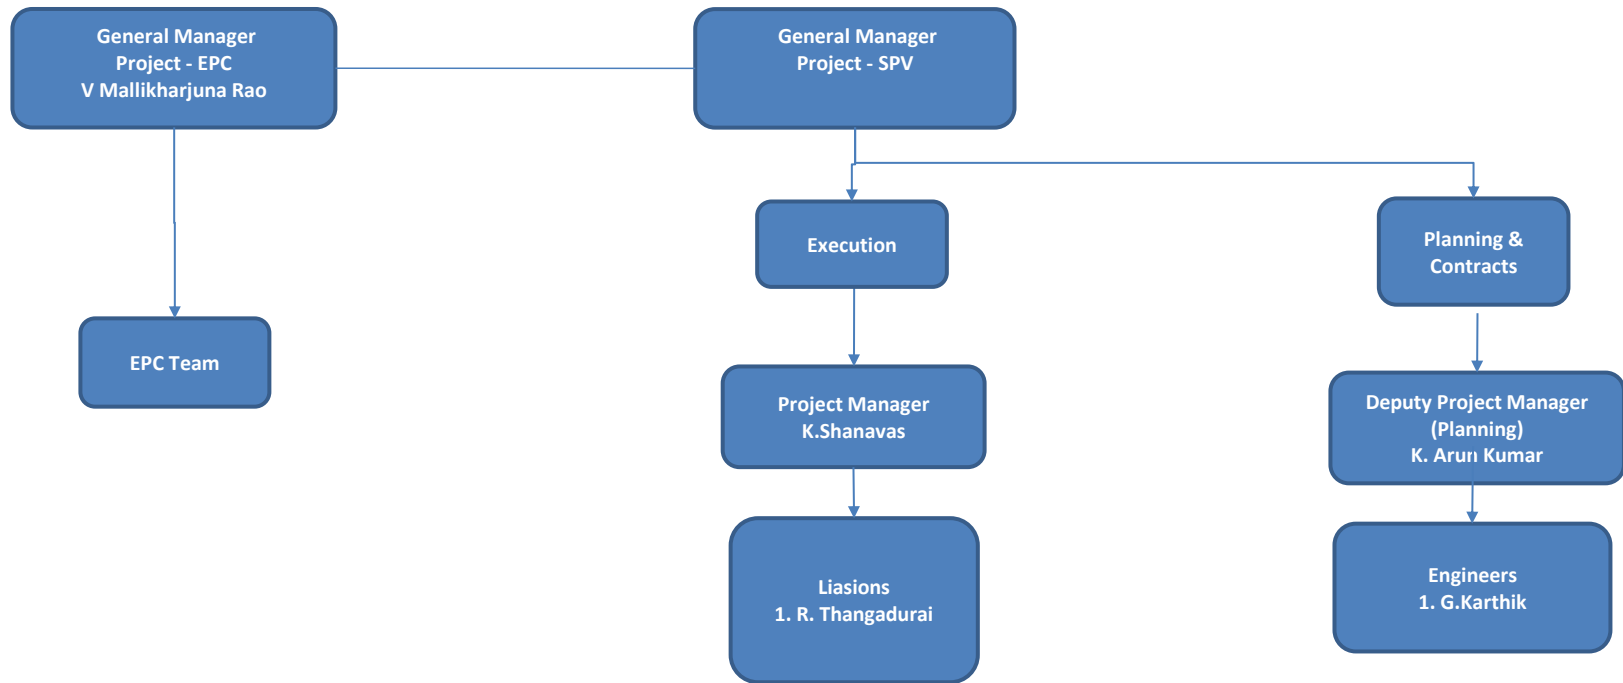 General Manager
Project - EPC
V Mallikharjuna Rao
General Manager
Project - SPV
Execution
Planning &
Contracts
EPC Team
Project Manager
K.Shanavas
Deputy Project Manager
(Planning)
K. Arun Kumar
Liasions
1. R. Thangadurai
Engineers
1. G.Karthik